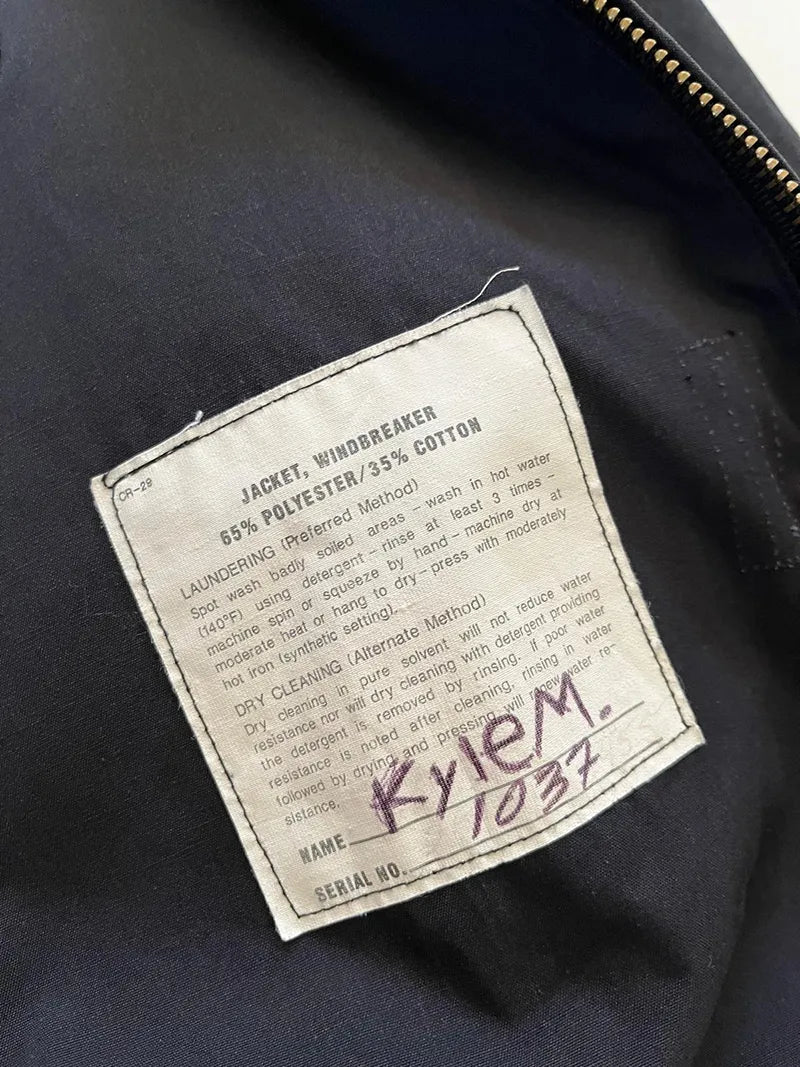 CR-29
JACKET, WINDBREAKER
65% POLYESTER/35% COTTON
LAUNDERING (Preferred Method)
Spot wash badly soiled areas – wash in hot water
(140°F) using detergent – rinse at least 3 times –
machine spin or squeeze by hand – machine dry at
moderate heat or hang to dry – press with moderately
hot iron (synthetic setting).
DRY CLEANING (Alternate Method)
Dry cleaning in pure solvent will not reduce water
resistance nor will dry cleaning with detergent providing
the detergent is removed by rinsing. If poor water
resistance is noted after cleaning, rinsing in water
followed by drying and pressing will renew water re-
sistance.
NAME KyleM.
SERIAL NO. 1037